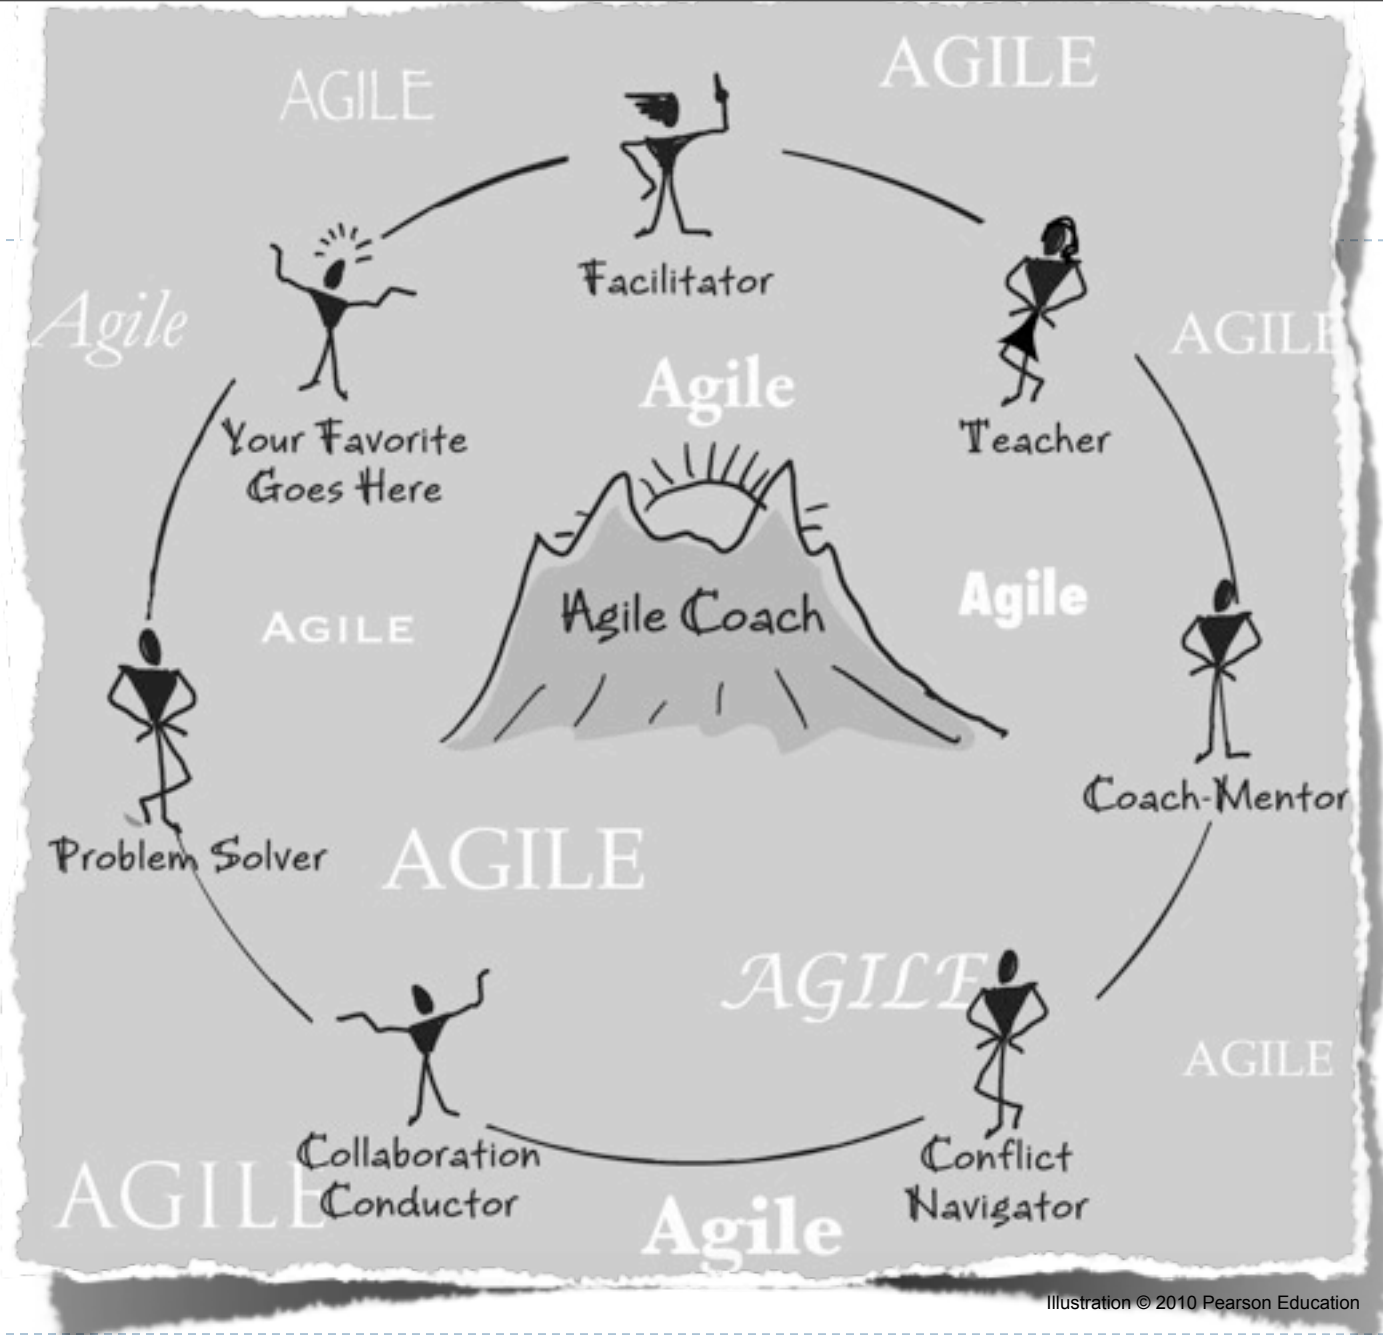 AGILE
AGILE
Facilitator
Agile
AGILE
Agile
Your Favorite
Goes Here
Teacher
Agile Coach
Agile
AGILE
Coach-Mentor
Problem Solver
AGILE
AGILE
AGILE
Collaboration
Conductor
Conflict
Navigator
AGILE
Agile
Illustration © 2010 Pearson Education